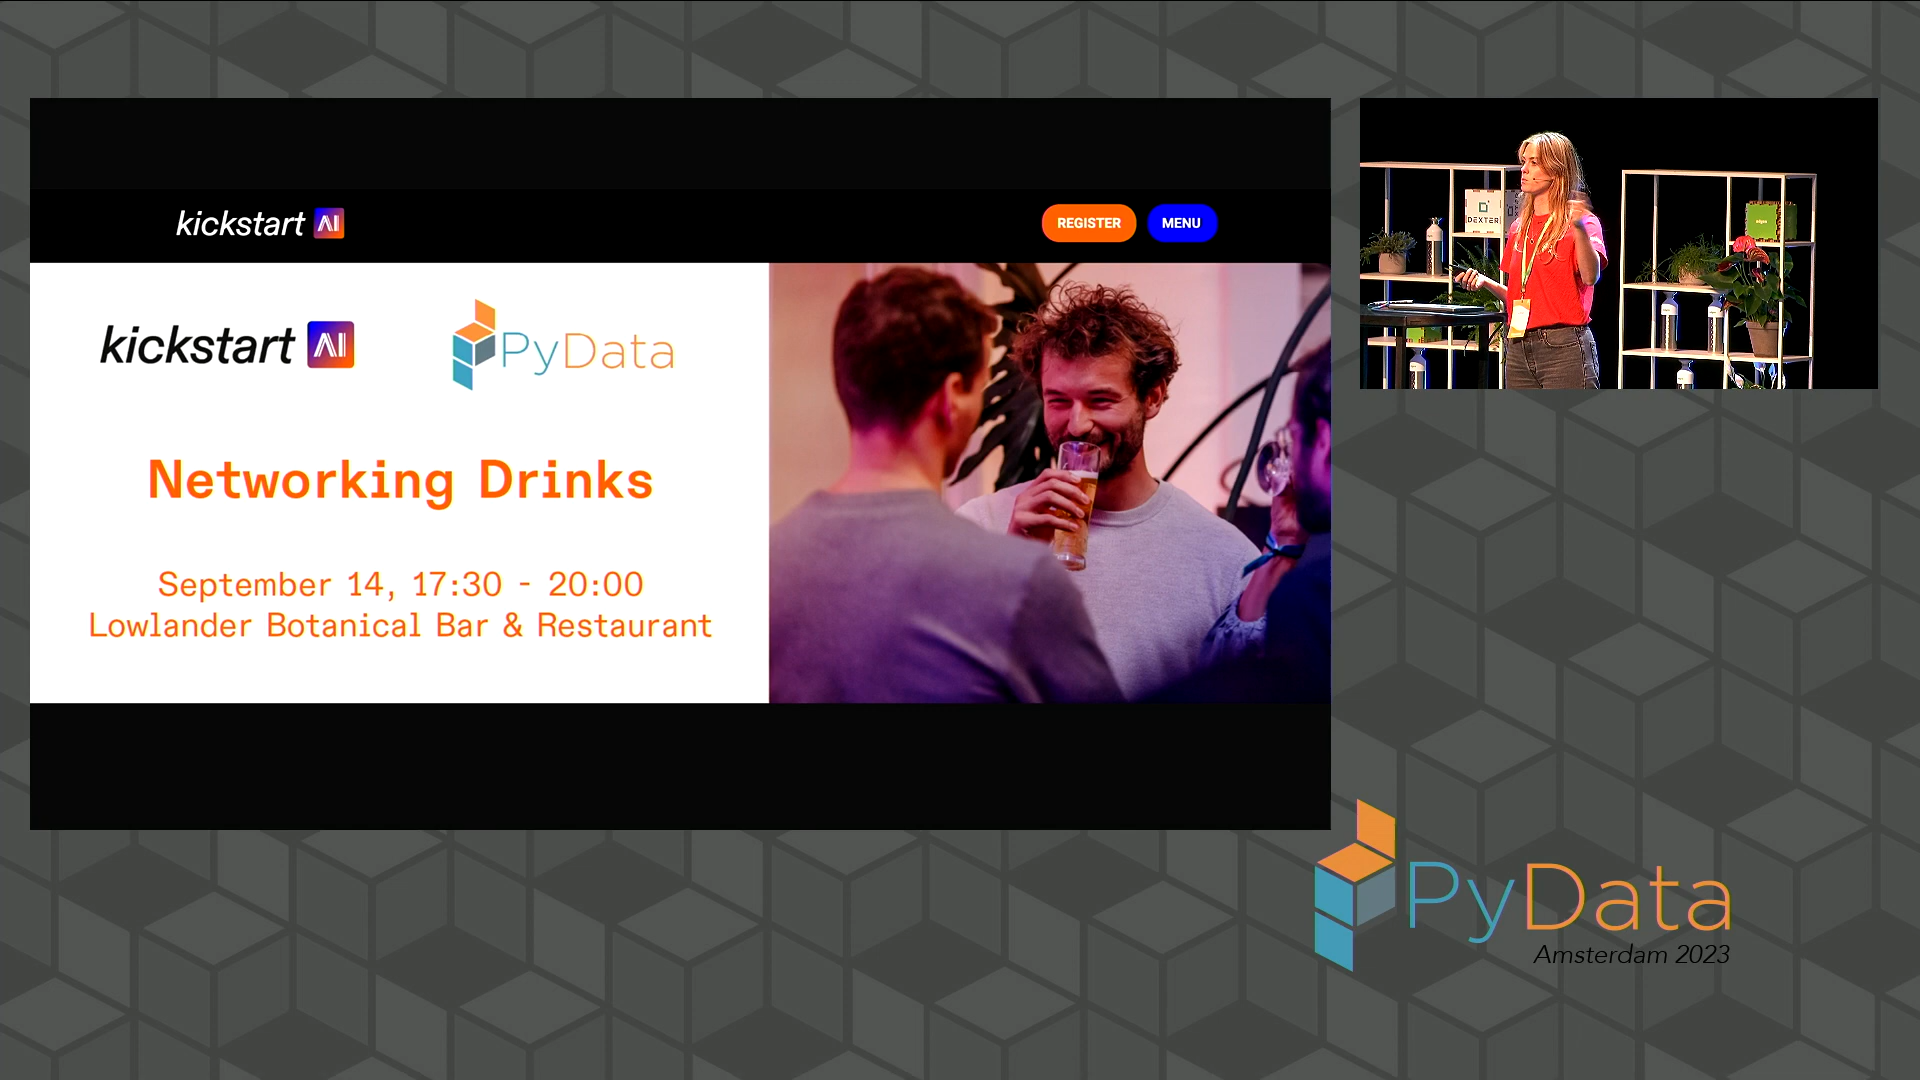 kickstart AI
REGISTER
MENU
kickstart AI
PyData
Networking Drinks
September 14, 17:30 - 20:00
Lowlander Botanical Bar & Restaurant
DEXTER
PyData
Amsterdam 2023